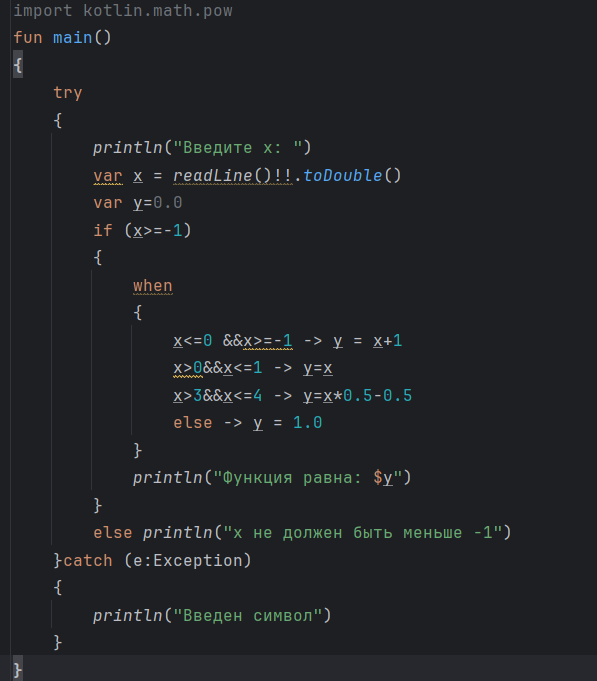 import kotlin.math.pow
fun main()
{
    try
    {
        println("Введите x: ")
        var x = readLine()!!.toDouble()
        var y=0.0
        if (x>=-1)
        {
            when
            {
                x<=0 &&x>=-1 -> y = x+1
                x>0&&x<=1 -> y=x
                x>3&&x<=4 -> y=x*0.5-0.5
                else -> y = 1.0
            }
            println("Функция равна: $y")
        }
        else println("x не должен быть меньше -1")
    }catch (e:Exception)
    {
        println("Введен символ")
    }
}